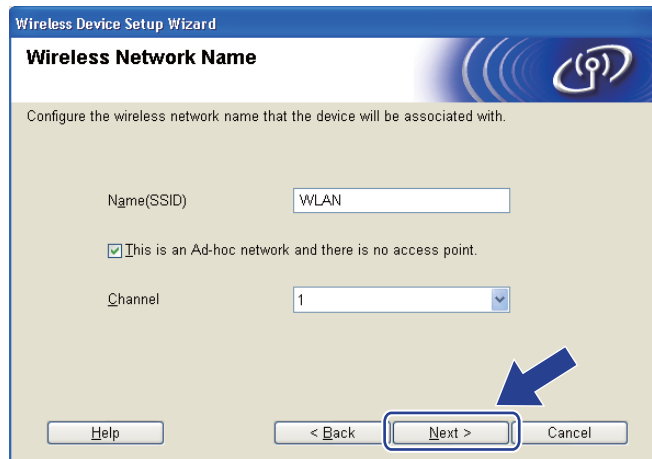 Wireless Device Setup Wizard
Wireless Network Name
Configure the wireless network name that the device will be associated with.
Name(SSID) WLAN
This is an Ad-hoc network and there is no access point.
Channel 1
Help < Back Next > Cancel